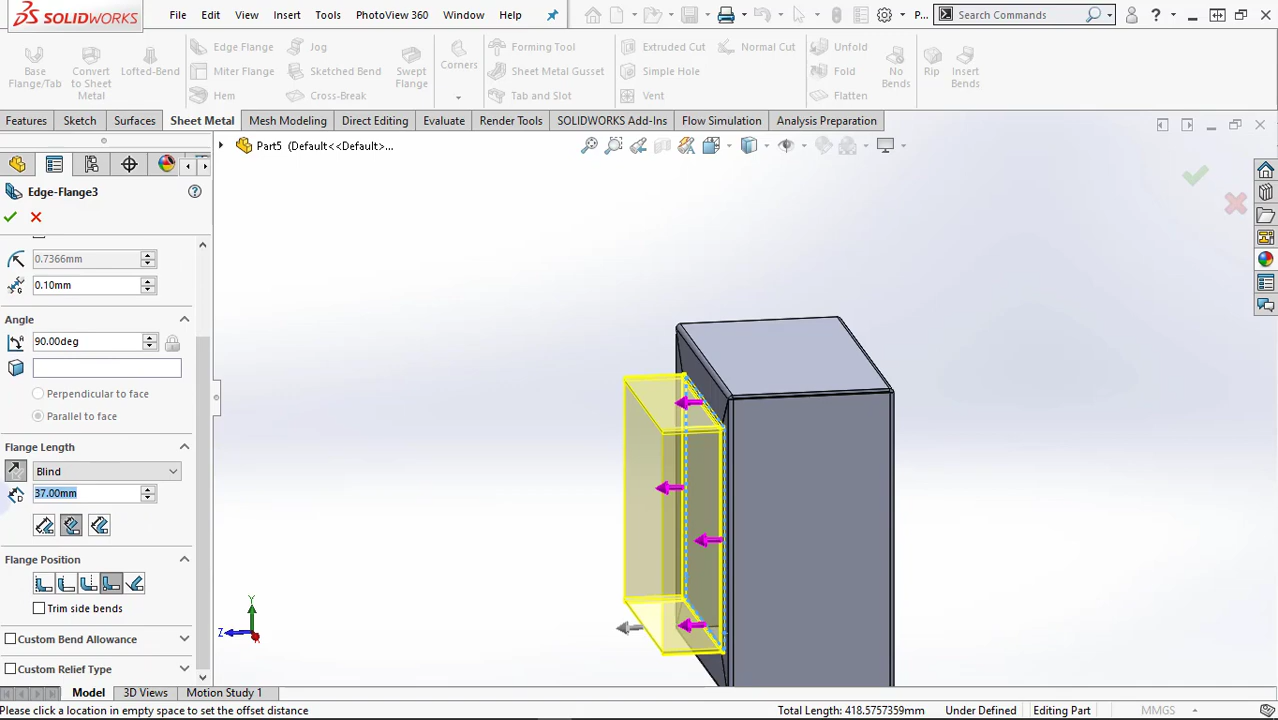 SOLIDWORKS File Edit View Insert Tools PhotoView 360 Window Help P... Search Commands
Base Flange/Tab
Convert to Sheet Metal
Lofted-Bend
Edge Flange
Miter Flange
Hem
Jog
Sketched Bend
Cross-Break
Swept Flange
Corners
Forming Tool
Sheet Metal Gusset
Tab and Slot
Extruded Cut
Simple Hole
Vent
Normal Cut
Unfold
Fold
Flatten
No Bends
Rip
Insert Bends
Features Sketch Surfaces Sheet Metal Mesh Modeling Direct Editing Evaluate Render Tools SOLIDWORKS Add-Ins Flow Simulation Analysis Preparation
Part5 (Default<<Default>...
Edge-Flange3
0.7366mm
0.10mm
Angle
90.00deg
Perpendicular to face
Parallel to face
Flange Length
Blind
37.00mm
Flange Position
Trim side bends
Custom Bend Allowance
Custom Relief Type
Y
Z
Model 3D Views Motion Study 1
Please click a location in empty space to set the offset distance Total Length: 418.5757359mm Under Defined Editing Part MMGS